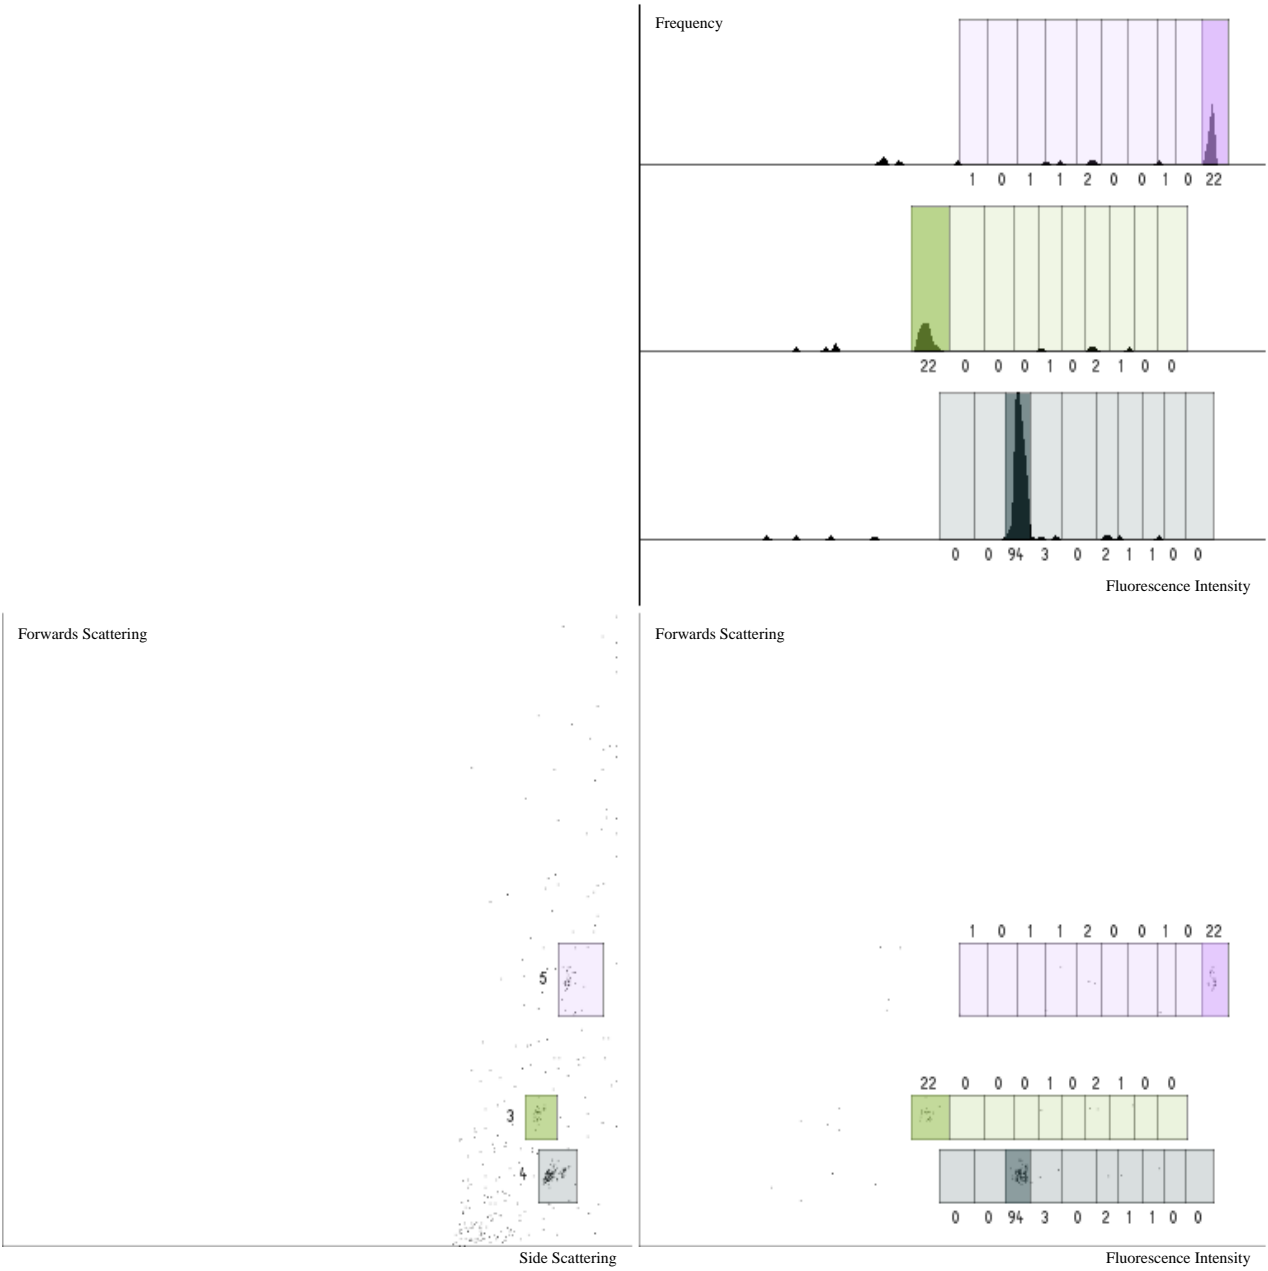 Frequency
1 0 1 1 2 0 0 1 0 22
22 0 0 0 1 0 2 1 0 0
0 0 94 3 0 2 1 1 0 0
Fluorescence Intensity
Forwards Scattering
5
3
4
Side Scattering
Forwards Scattering
1 0 1 1 2 0 0 1 0 22
22 0 0 0 1 0 2 1 0 0
0 0 94 3 0 2 1 1 0 0
Fluorescence Intensity